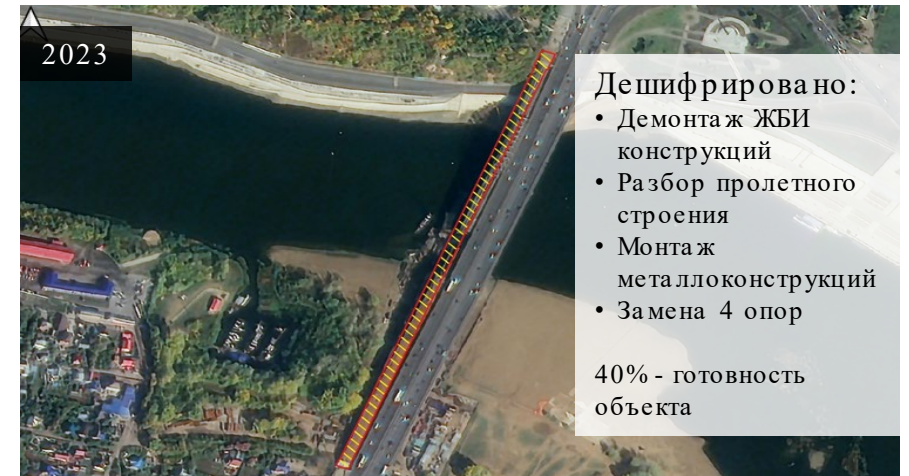 2023
Дешифрировано:
• Демонтаж ЖБИ
конструкций
• Разбор пролетного
строения
• Монтаж
металлоконструкций
• Замена 4 опор
40% - готовность
объекта